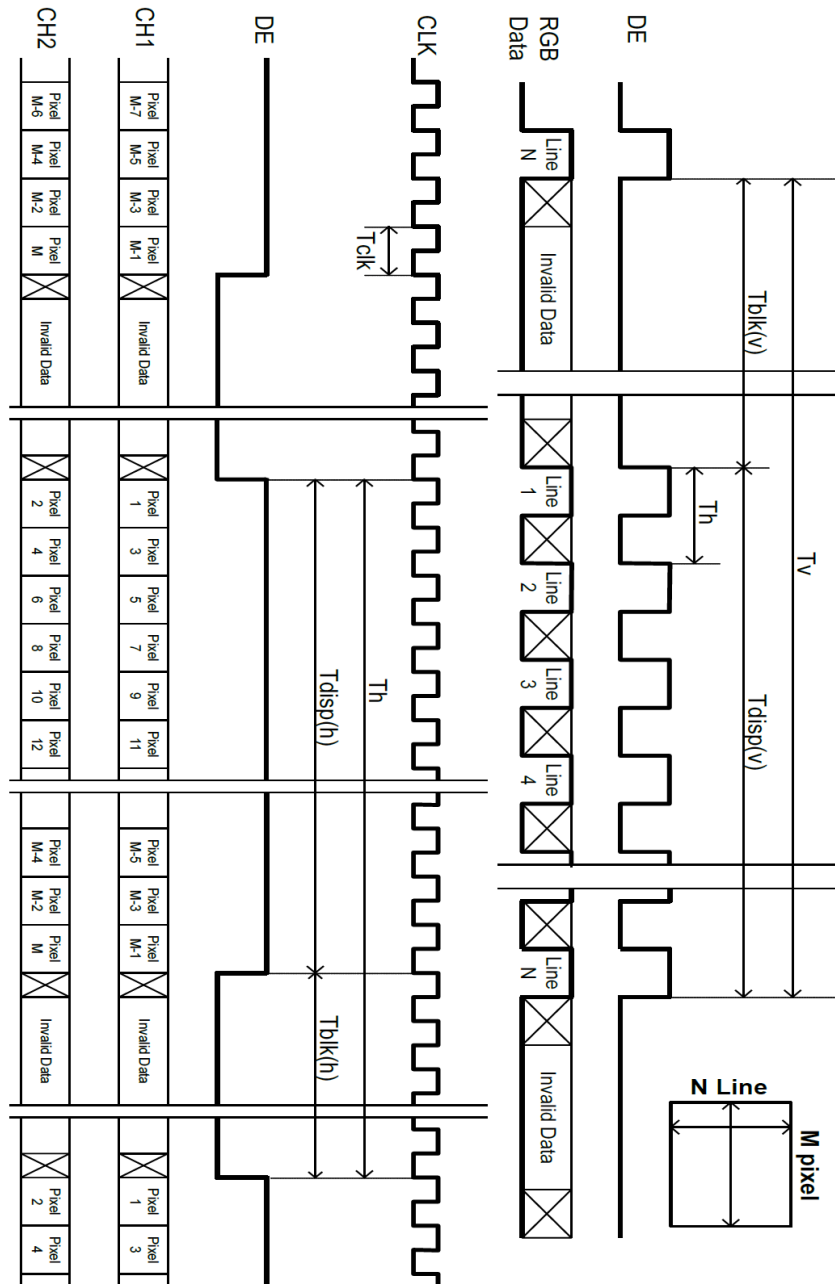 Tv
M pixel
Tblk(v) Tdisp(v)
N Line
Th
DE
RGB Line Line Line Line Line Line
Data N Invalid Data 1 2 3 4 N Invalid Data
CLK
Tclk Th
Tdisp(h) Tblk(h)
DE
CH1 Pixel Pixel Pixel Pixel Invalid Data Pixel Pixel Pixel Pixel Pixel Pixel Pixel Pixel Pixel Invalid Data Pixel Pixel
M-7 M-5 M-3 M-1 1 3 5 7 9 11 M-5 M-3 M-1 1 3
CH2 Pixel Pixel Pixel Pixel Invalid Data Pixel Pixel Pixel Pixel Pixel Pixel Pixel Pixel Pixel Invalid Data Pixel Pixel
M-6 M-4 M-2 M 2 4 6 8 10 12 M-4 M-2 M 2 4